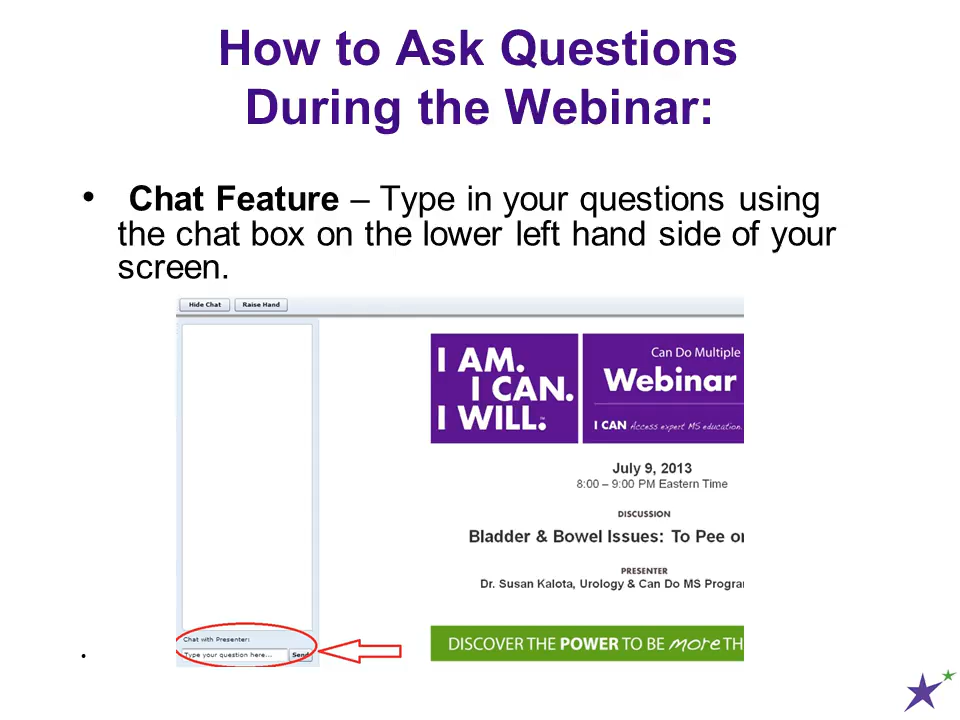 How to Ask Questions
During the Webinar:
• Chat Feature – Type in your questions using
the chat box on the lower left hand side of your
screen.
Hide Chat Raise Hand
I AM.
I CAN.
I WILL.
Can Do Multiple
Webinar
I CAN Access expert MS education.
July 9, 2013
8:00 – 9:00 PM Eastern Time
DISCUSSION
Bladder & Bowel Issues: To Pee or
PRESENTER
Dr. Susan Kalota, Urology & Can Do MS Progra
DISCOVER THE POWER TO BE more TH
Chat with Presenter:
Type your question here... Send
•